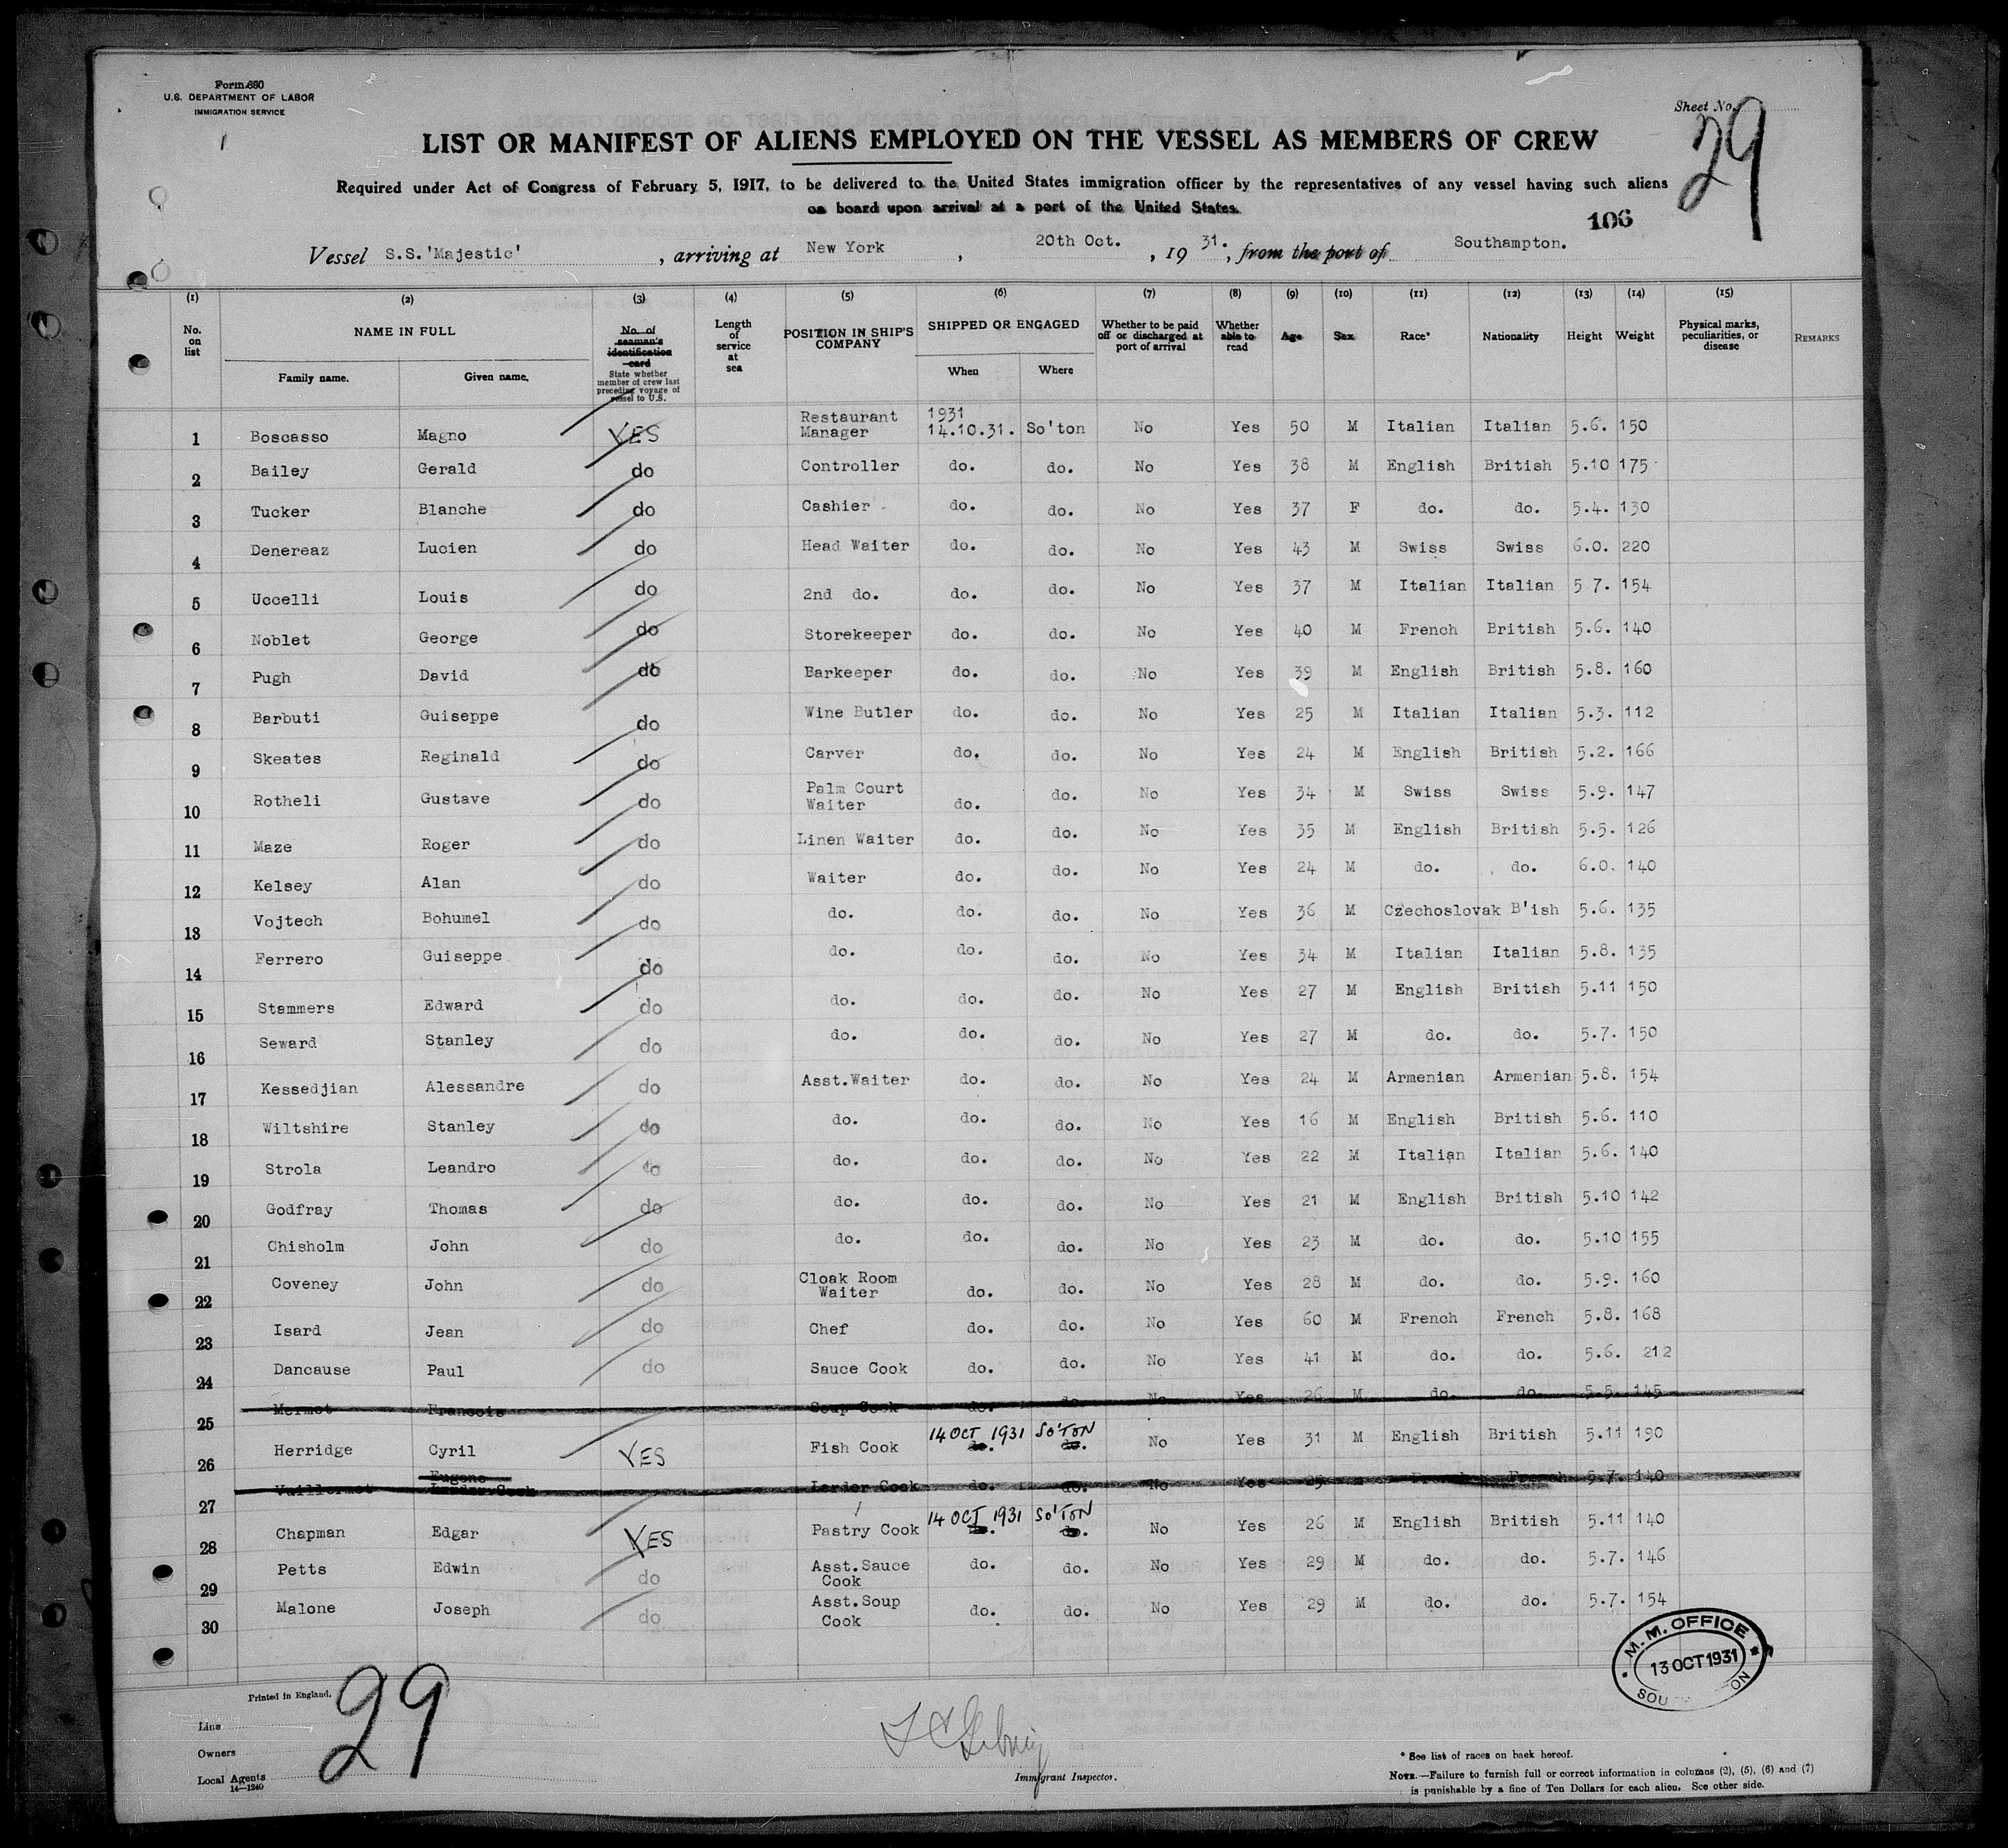 Form 680
U.S. DEPARTMENT OF LABOR
IMMIGRATION SERVICE
Sheet No. 29
LIST OR MANIFEST OF ALIENS EMPLOYED ON THE VESSEL AS MEMBERS OF CREW
Required under Act of Congress of February 5, 1917, to be delivered to the United States immigration officer by the representatives of any vessel having such aliens
on board upon arrival at a port of the United States.
106
Vessel S.S.'Majestic', arriving at New York, 20th Oct., 1931., from the port of Southampton.
(1) (2) (3) (4) (5) (6) (7) (8) (9) (10) (11) (12) (13) (14) (15)
No. on list NAME IN FULL Family name. Given name. No. of seaman's identification card State whether member of crew last preceding voyage of vessel to U.S. Length of service at sea POSITION IN SHIP'S COMPANY SHIPPED OR ENGAGED When Where Whether to be paid off or discharged at port of arrival Whether able to read Age Sex Race* Nationality Height Weight Physical marks, peculiarities, or disease REMARKS
1 Boscasso Magno YES Restaurant Manager 1931 14.10.31. So'ton No Yes 50 M Italian Italian 5.6. 150
2 Bailey Gerald do Controller do. do. No Yes 38 M English British 5.10 175
3 Tucker Blanche do Cashier do. do. No Yes 37 F do. do. 5.4. 130
4 Denereaz Lucien do Head Waiter do. do. No Yes 43 M Swiss Swiss 6.0. 220
5 Uccelli Louis do 2nd do. do. do. No Yes 37 M Italian Italian 5 7. 154
6 Noblet George do Storekeeper do. do. No Yes 40 M French British 5.6. 140
7 Pugh David do Barkeeper do. do. No Yes 39 M English British 5.8. 160
8 Barbuti Guiseppe do Wine Butler do. do. No Yes 25 M Italian Italian 5.3. 112
9 Skeates Reginald do Carver do. do. No Yes 24 M English British 5.2. 166
10 Rotheli Gustave do Palm Court Waiter do. do. No Yes 34 M Swiss Swiss 5.9. 147
11 Maze Roger do Linen Waiter do. do. No Yes 35 M English British 5.5. 126
12 Kelsey Alan do Waiter do. do. No Yes 24 M do. do. 6.0. 140
13 Vojtech Bohumel do do. do. do. No Yes 36 M Czechoslovak B'ish 5.6. 135
14 Ferrero Guiseppe do do. do. do. No Yes 34 M Italian Italian 5.8. 135
15 Stammers Edward do do. do. do. No Yes 27 M English British 5.11 150
16 Seward Stanley do do. do. do. No Yes 27 M do. do. 5.7. 150
17 Kessedjian Alessandre do Asst.Waiter do. do. No Yes 24 M Armenian Armenian 5.8. 154
18 Wiltshire Stanley do do. do. do. No Yes 16 M English British 5.6. 110
19 Strola Leandro do do. do. do. No Yes 22 M Italian Italian 5.6. 140
20 Godfray Thomas do do. do. do. No Yes 21 M English British 5.10 142
21 Chisholm John do do. do. do. No Yes 23 M do. do. 5.10 155
22 Coveney John do Cloak Room Waiter do. do. No Yes 28 M do. do. 5.9. 160
23 Isard Jean do Chef do. do. No Yes 60 M French French 5.8. 168
24 Dancause Paul do Sauce Cook do. do. No Yes 41 M do. do. 5.6. 212
25 Mermot Francois Soup Cook do. do. No Yes 26 M do. do. 5.5. 145
26 Herridge Cyril YES Fish Cook 14 OCT 1931 SO'TON do. do. No Yes 31 M English British 5.11 190
27 Vuillermot Eugene Larder Cook Larder Cook do. do. No Yes 25 M French French 5.7. 140
28 Chapman Edgar YES Pastry Cook 14 OCT 1931 SO'TON do. do. No Yes 26 M English British 5.11 140
29 Petts Edwin do Asst.Sauce Cook do. do. No Yes 29 M do. do. 5.7. 146
30 Malone Joseph do Asst.Soup Cook do. do. No Yes 29 M do. do. 5.7. 154
M.M. OFFICE
13 OCT 1931
Printed in England.
29
Line
Owners
Local Agents
14—1240
Immigrant Inspector.
* See list of races on back hereof.
NOTE.—Failure to furnish full or correct information in columns (2), (5), (6) and (7)
is punishable by a fine of Ten Dollars for each alien. See other side.